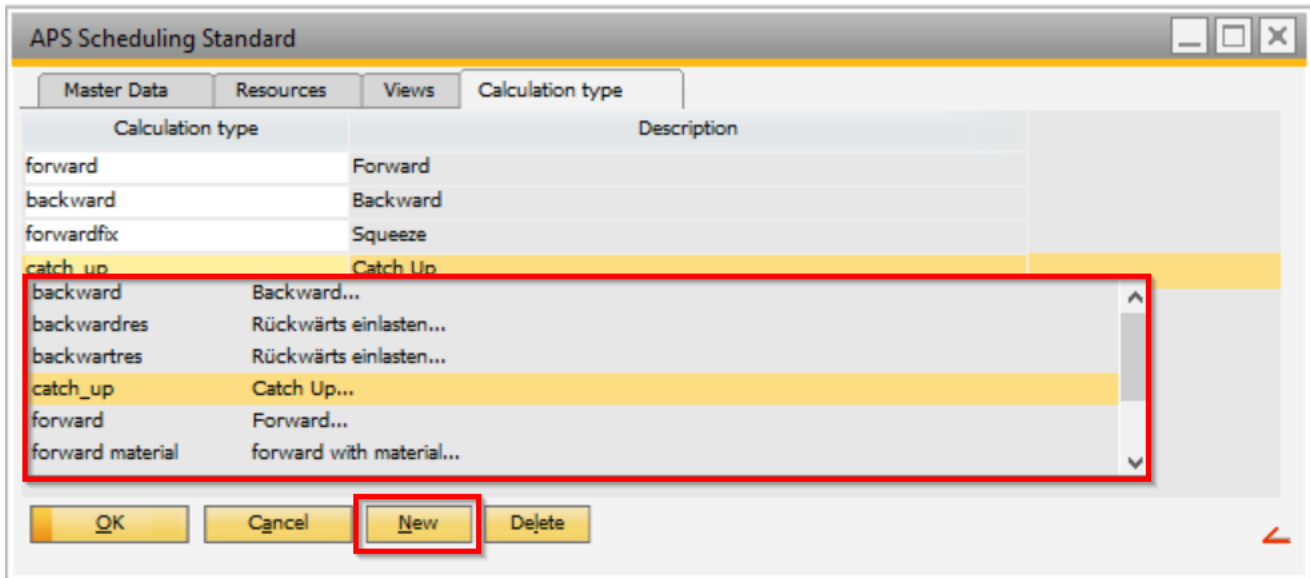 APS Scheduling Standard
Master Data Resources Views Calculation type
Calculation type Description
forward Forward
backward Backward
forwardfix Squeeze
catch_up Catch Up
backward Backward...
backwardres Rückwärts einlasten...
backwartres Rückwärts einlasten...
catch_up Catch Up...
forward Forward...
forward material forward with material...
OK Cancel New Delete